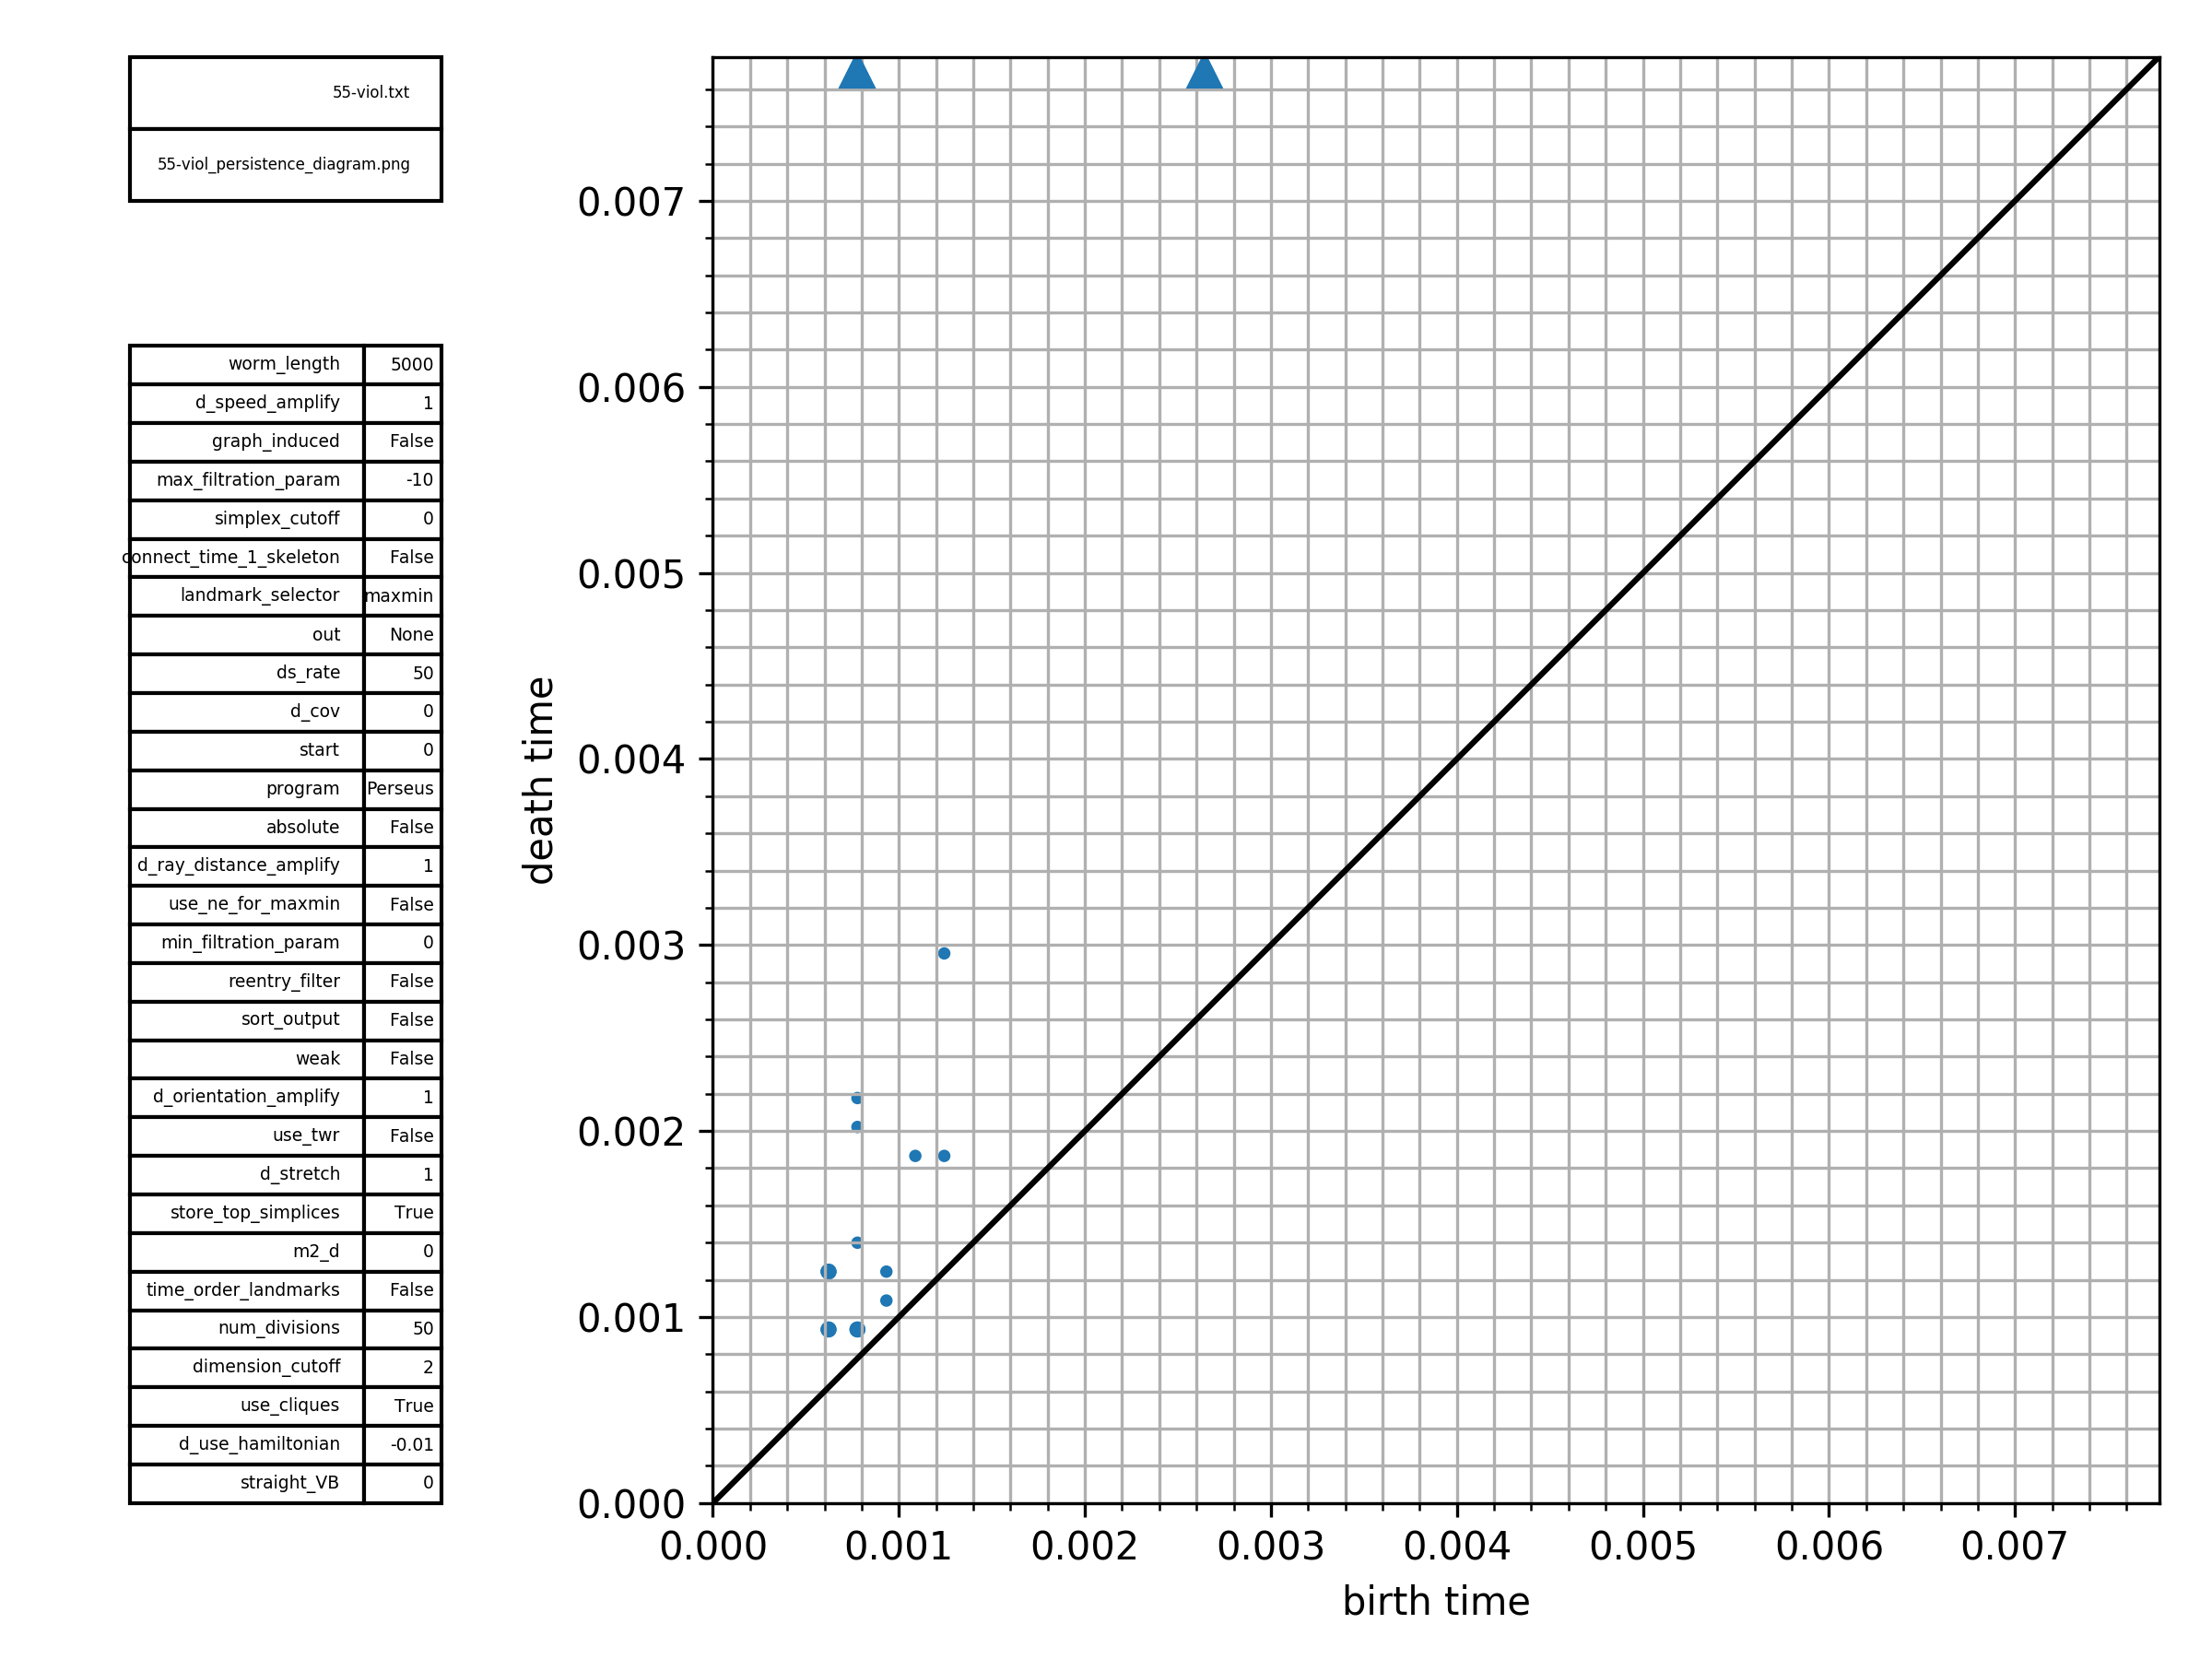 55-viol.txt
55-viol_persistence_diagram.png
worm_length 5000
d_speed_amplify 1
graph_induced False
max_filtration_param -10
simplex_cutoff 0
connect_time_1_skeleton False
landmark_selector maxmin
out None
ds_rate 50
d_cov 0
start 0
program Perseus
absolute False
d_ray_distance_amplify 1
use_ne_for_maxmin False
min_filtration_param 0
reentry_filter False
sort_output False
weak False
d_orientation_amplify 1
use_twr False
d_stretch 1
store_top_simplices True
m2_d 0
time_order_landmarks False
num_divisions 50
dimension_cutoff 2
use_cliques True
d_use_hamiltonian -0.01
straight_VB 0
death time
0.007
0.006
0.005
0.004
0.003
0.002
0.001
0.000
0.000 0.001 0.002 0.003 0.004 0.005 0.006 0.007
birth time